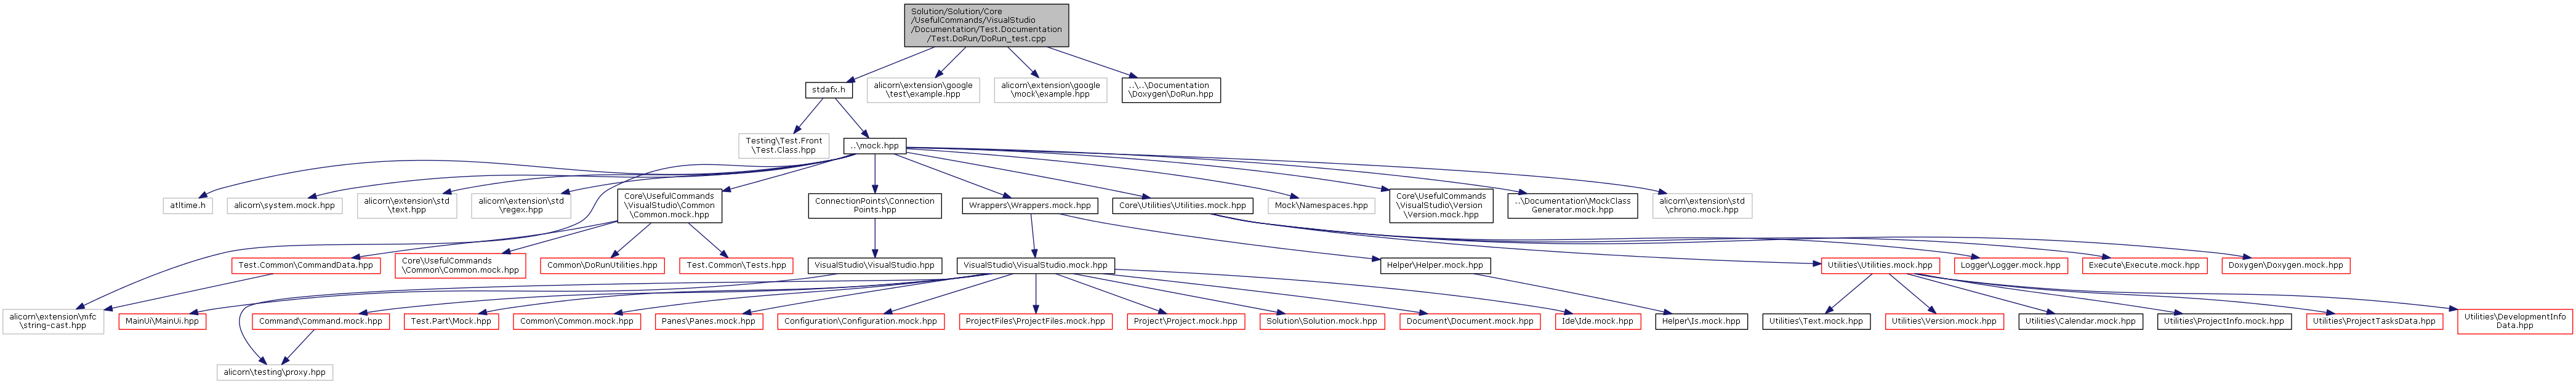 Solution/Solution/Core
/UsefulCommands/VisualStudio
/Documentation/Test.Documentation
/Test.DoRun/DoRun_test.cpp
stdafx.h
alicorn\extension\google
\test\example.hpp
alicorn\extension\google
\mock\example.hpp
..\..\Documentation
\Doxygen\DoRun.hpp
Testing\Test.Front
\Test.Class.hpp
..\mock.hpp
atltime.h
alicorn\system.mock.hpp
alicorn\extension\std
\text.hpp
alicorn\extension\std
\regex.hpp
Core\UsefulCommands
\VisualStudio\Common
\Common.mock.hpp
ConnectionPoints\Connection
Points.hpp
Wrappers\Wrappers.mock.hpp
Core\Utilities\Utilities.mock.hpp
Mock\Namespaces.hpp
Core\UsefulCommands
\VisualStudio\Version
\Version.mock.hpp
..\Documentation\MockClass
Generator.mock.hpp
alicorn\extension\std
\chrono.mock.hpp
Test.Common\CommandData.hpp
Core\UsefulCommands
\Common\Common.mock.hpp
Common\DoRunUtilities.hpp
Test.Common\Tests.hpp
VisualStudio\VisualStudio.hpp
VisualStudio\VisualStudio.mock.hpp
Helper\Helper.mock.hpp
Utilities\Utilities.mock.hpp
Logger\Logger.mock.hpp
Execute\Execute.mock.hpp
Doxygen\Doxygen.mock.hpp
alicorn\extension\mfc
\string-cast.hpp
MainUi\MainUi.hpp
Command\Command.mock.hpp
Test.Part\Mock.hpp
Common\Common.mock.hpp
Panes\Panes.mock.hpp
Configuration\Configuration.mock.hpp
ProjectFiles\ProjectFiles.mock.hpp
Project\Project.mock.hpp
Solution\Solution.mock.hpp
Document\Document.mock.hpp
Ide\Ide.mock.hpp
Helper\Is.mock.hpp
Utilities\Text.mock.hpp
Utilities\Version.mock.hpp
Utilities\Calendar.mock.hpp
Utilities\ProjectInfo.mock.hpp
Utilities\ProjectTasksData.hpp
Utilities\DevelopmentInfo
Data.hpp
alicorn\testing\proxy.hpp